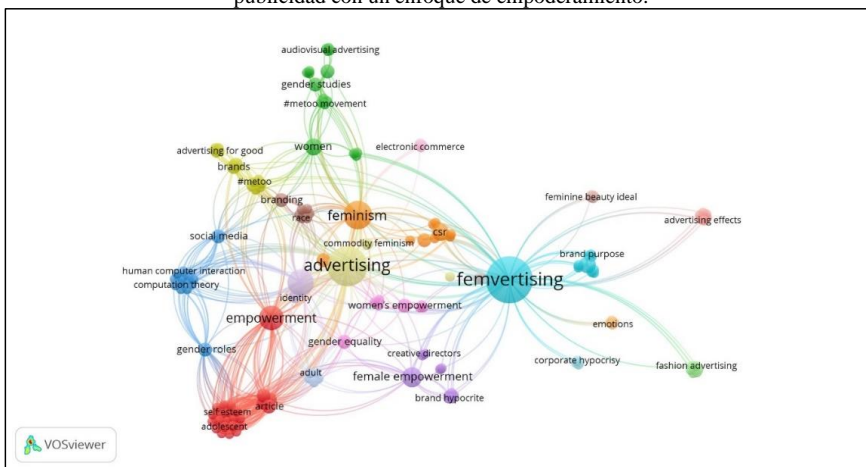 publicidad con un enfoque de empoderamiento.
audiovisual advertising
gender studies
#metoo movement
women
electronic commerce
advertising for good
brands
#metoo
branding
race
feminism
feminine beauty ideal
advertising effects
social media
csr
commodity feminism
brand purpose
advertising
femvertising
human computer interaction
computation theory
identity
women's empowerment
empowerment
emotions
gender equality
gender roles
creative directors
corporate hypocrisy
fashion advertising
adult
female empowerment
brand hypocrite
article
self esteem
adolescent
VOSviewer